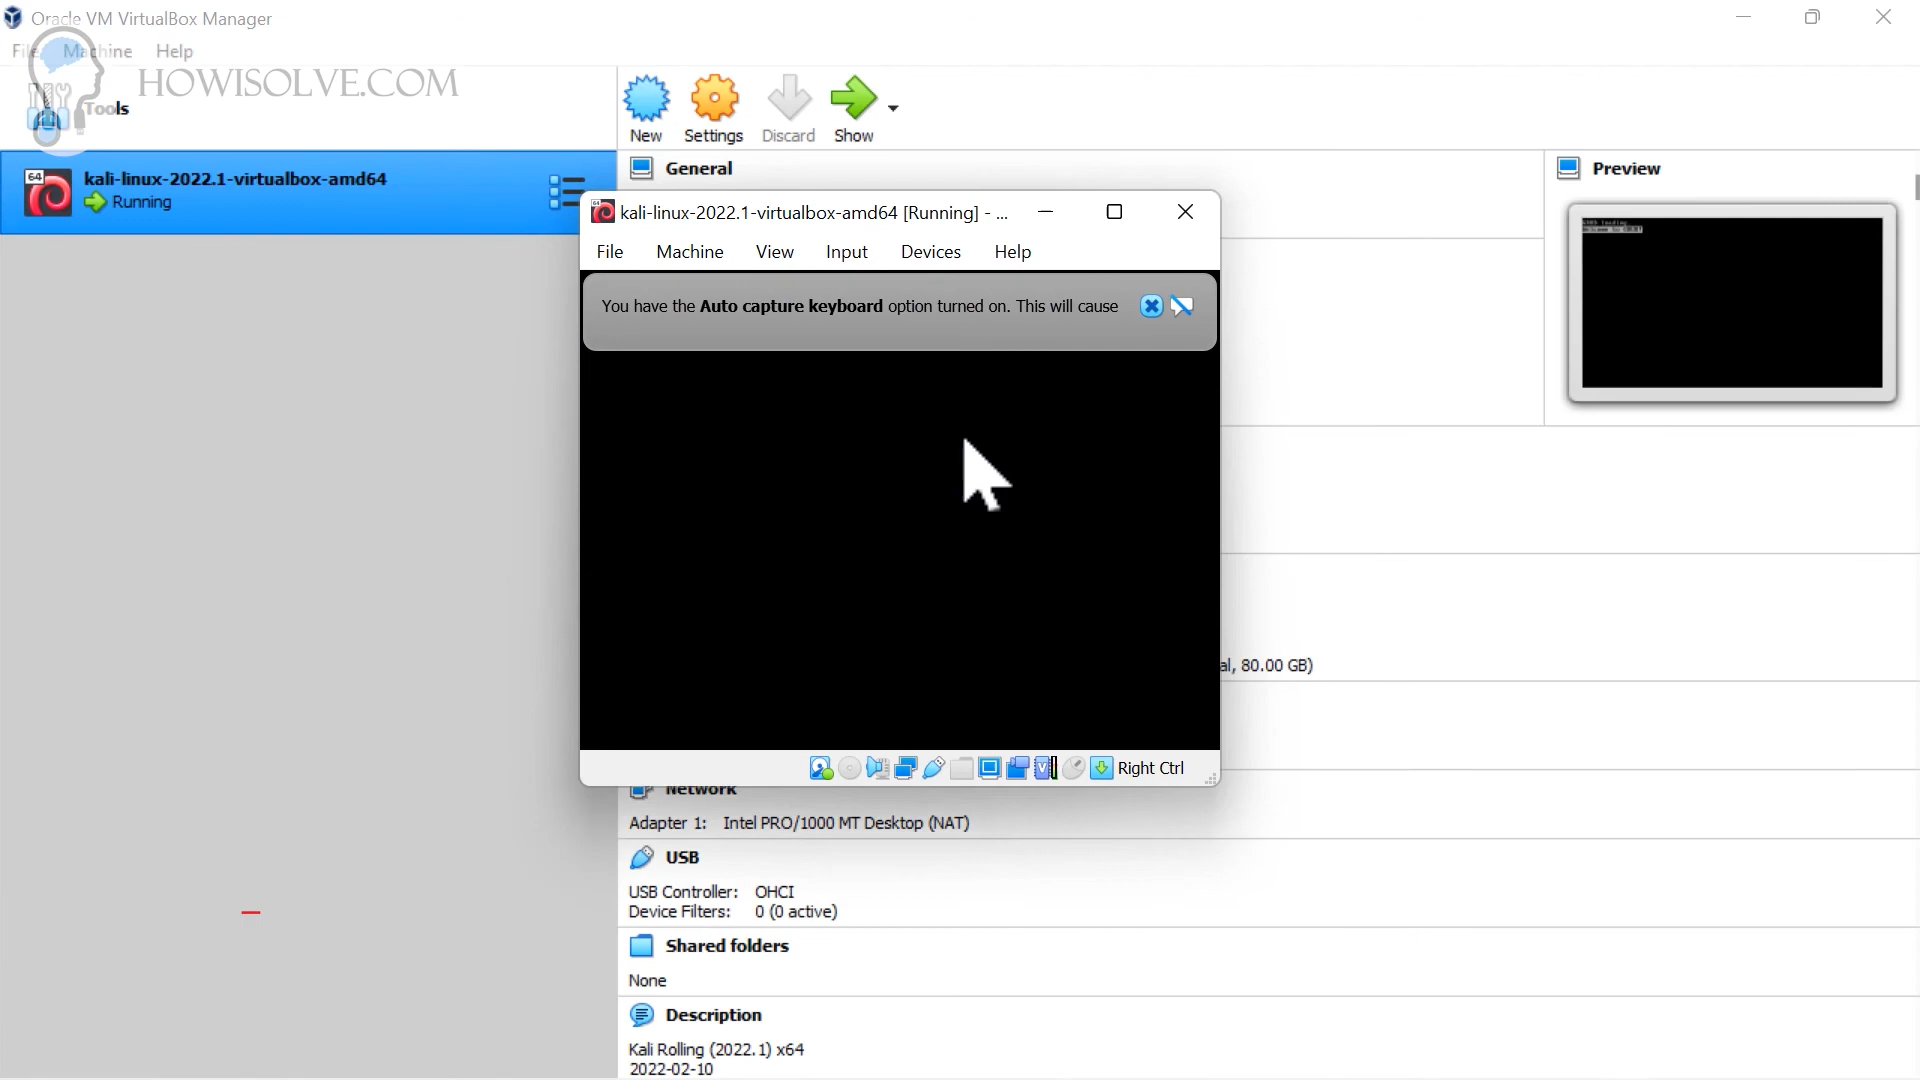 Oracle VM VirtualBox Manager
File Machine Help
HOWISOLVE.COM
Tools
New Settings Discard Show
64
kali-linux-2022.1-virtualbox-amd64
Running
General
Preview
kali-linux-2022.1-virtualbox-amd64 [Running] - ...
File Machine View Input Devices Help
You have the Auto capture keyboard option turned on. This will cause
al, 80.00 GB)
Right Ctrl
Network
Adapter 1: Intel PRO/1000 MT Desktop (NAT)
USB
USB Controller: OHCI
Device Filters: 0 (0 active)
Shared folders
None
Description
Kali Rolling (2022.1) x64
2022-02-10